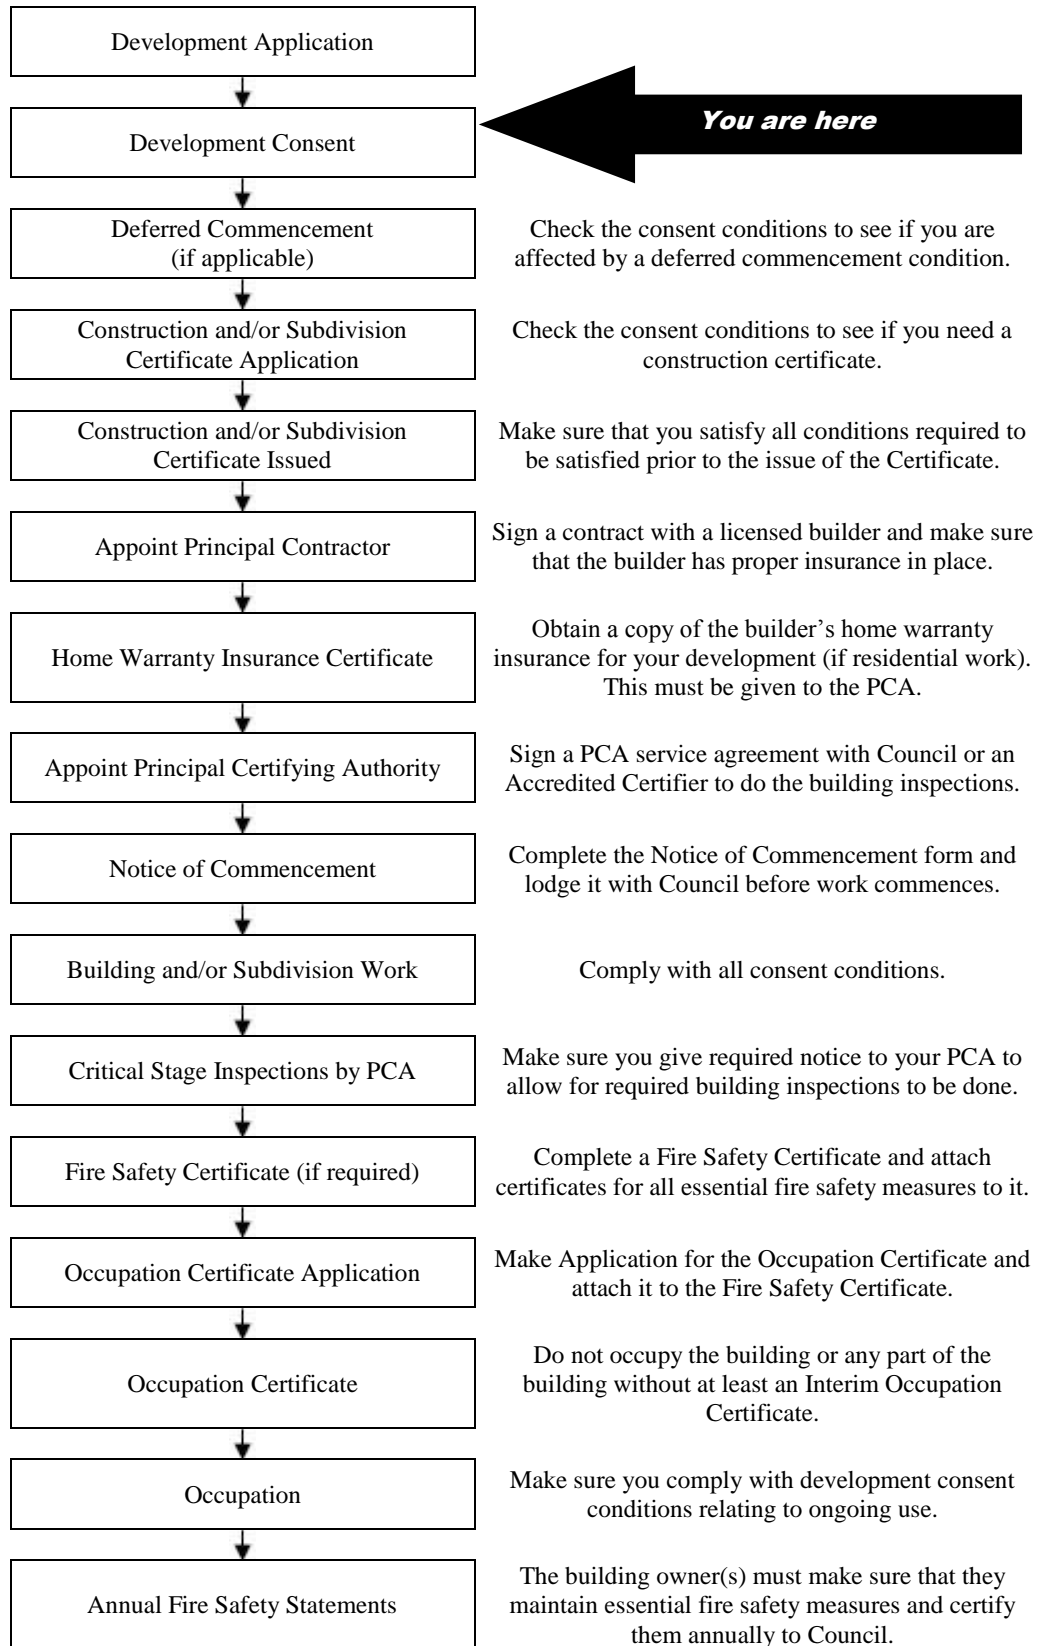 Development Application
Development Consent
You are here
Deferred Commencement
(if applicable)
Check the consent conditions to see if you are
affected by a deferred commencement condition.
Construction and/or Subdivision
Certificate Application
Check the consent conditions to see if you need a
construction certificate.
Construction and/or Subdivision
Certificate Issued
Make sure that you satisfy all conditions required to
be satisfied prior to the issue of the Certificate.
Appoint Principal Contractor
Sign a contract with a licensed builder and make sure
that the builder has proper insurance in place.
Home Warranty Insurance Certificate
Obtain a copy of the builder’s home warranty
insurance for your development (if residential work).
This must be given to the PCA.
Appoint Principal Certifying Authority
Sign a PCA service agreement with Council or an
Accredited Certifier to do the building inspections.
Notice of Commencement
Complete the Notice of Commencement form and
lodge it with Council before work commences.
Building and/or Subdivision Work
Comply with all consent conditions.
Critical Stage Inspections by PCA
Make sure you give required notice to your PCA to
allow for required building inspections to be done.
Fire Safety Certificate (if required)
Complete a Fire Safety Certificate and attach
certificates for all essential fire safety measures to it.
Occupation Certificate Application
Make Application for the Occupation Certificate and
attach it to the Fire Safety Certificate.
Occupation Certificate
Do not occupy the building or any part of the
building without at least an Interim Occupation
Certificate.
Occupation
Make sure you comply with development consent
conditions relating to ongoing use.
Annual Fire Safety Statements
The building owner(s) must make sure that they
maintain essential fire safety measures and certify
them annually to Council.